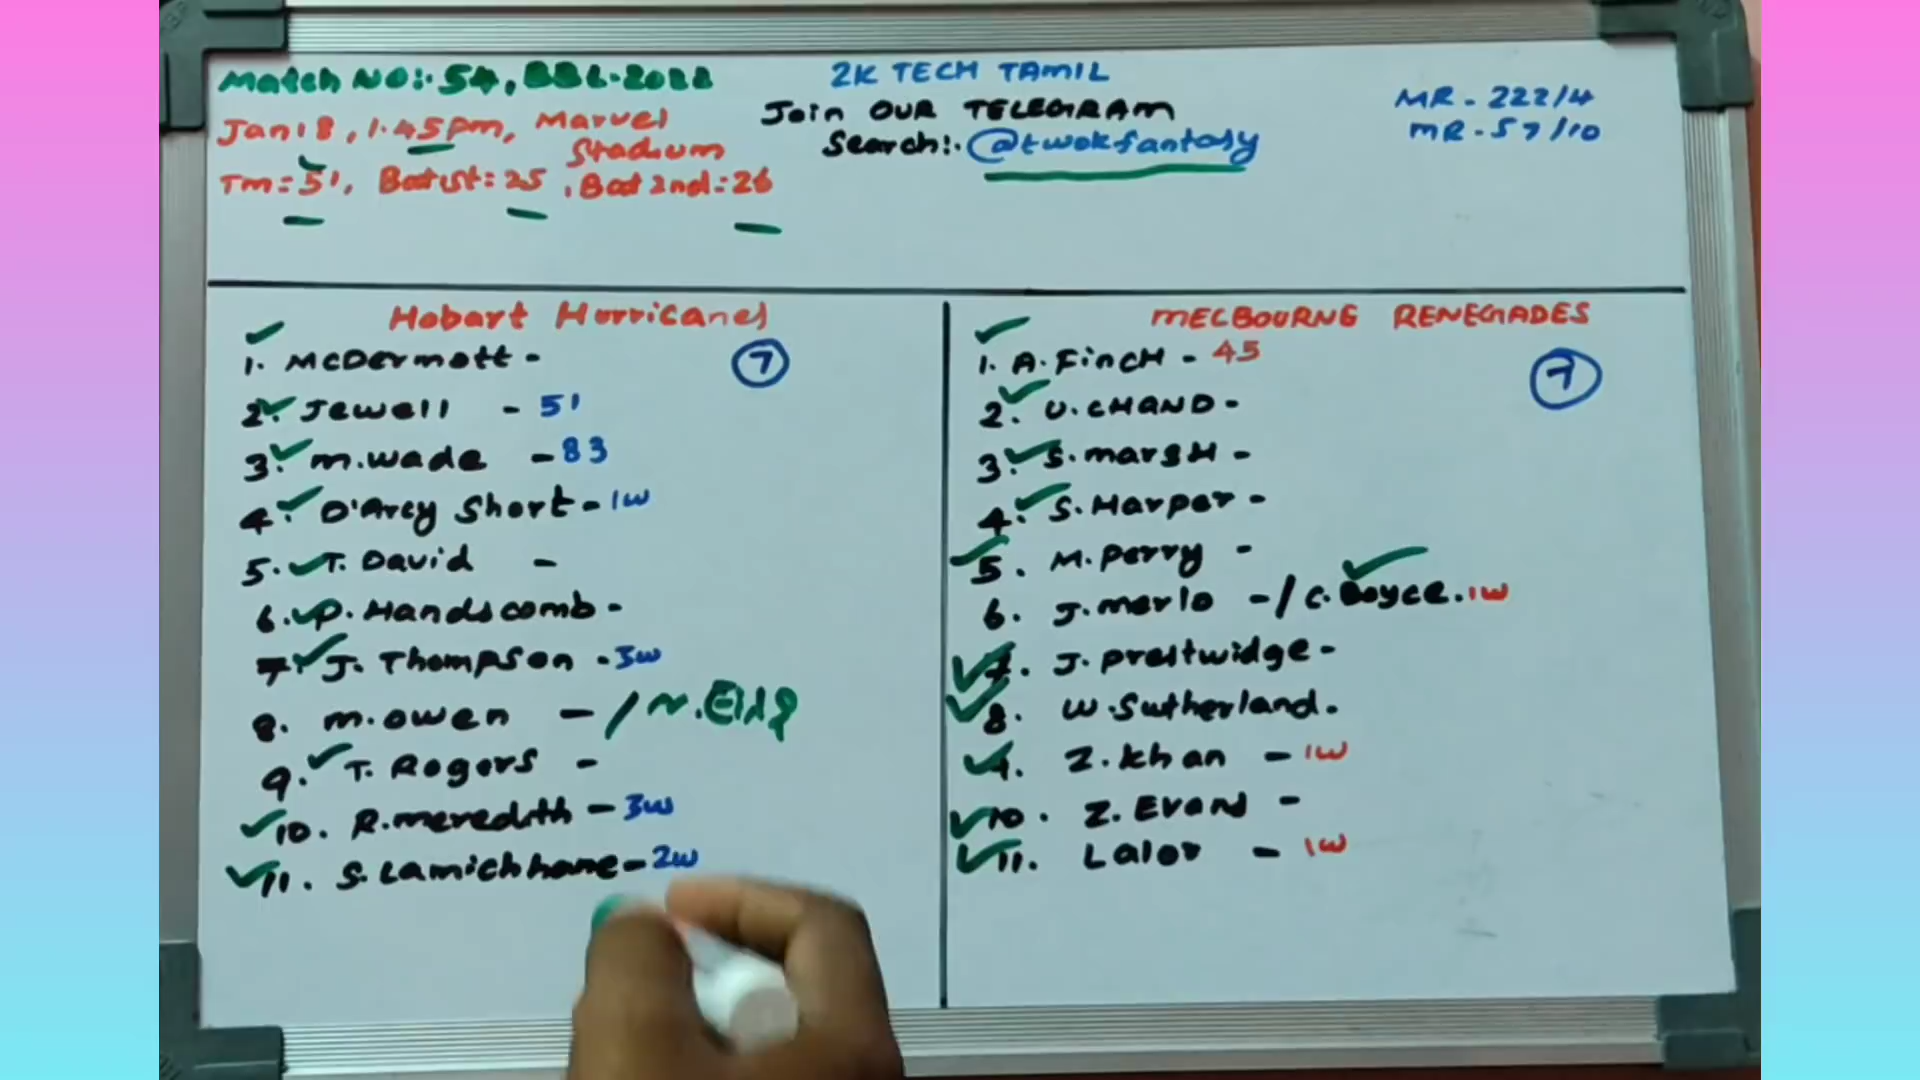 Match NO:- 54, BBL-2022
Jan 18, 1.45pm, Marvel Stadium
Tm = 51, Bat 1st = 25, Bat 2nd = 26
2K TECH TAMIL
Join OUR TELEGRAM
Search:- @twokfantasy
MR - 222/4
MR - 57/10
Hobart Hurricanes
7
1. McDermott -
2. Jewell - 51
3. M.wade - 83
4. D'Arcy Short - 1w
5. T. David -
6. P. Handscomb -
7. J. Thompson - 3w
8. M. owen - / N. Ellis
9. T. Rogers -
10. R. meredith - 3w
11. S. Lamichhane - 2w
MELBOURNE RENEGADES
7
1. A. FincH - 45
2. U. CHAND -
3. S. marsH -
4. S. Harper -
5. M. Perry -
6. J. merlo - / C. Boyce. 1w
7. J. prestwidge -
8. W. Sutherland.
9. Z. khan - 1w
10. Z. Evans -
11. Lalor - 1w